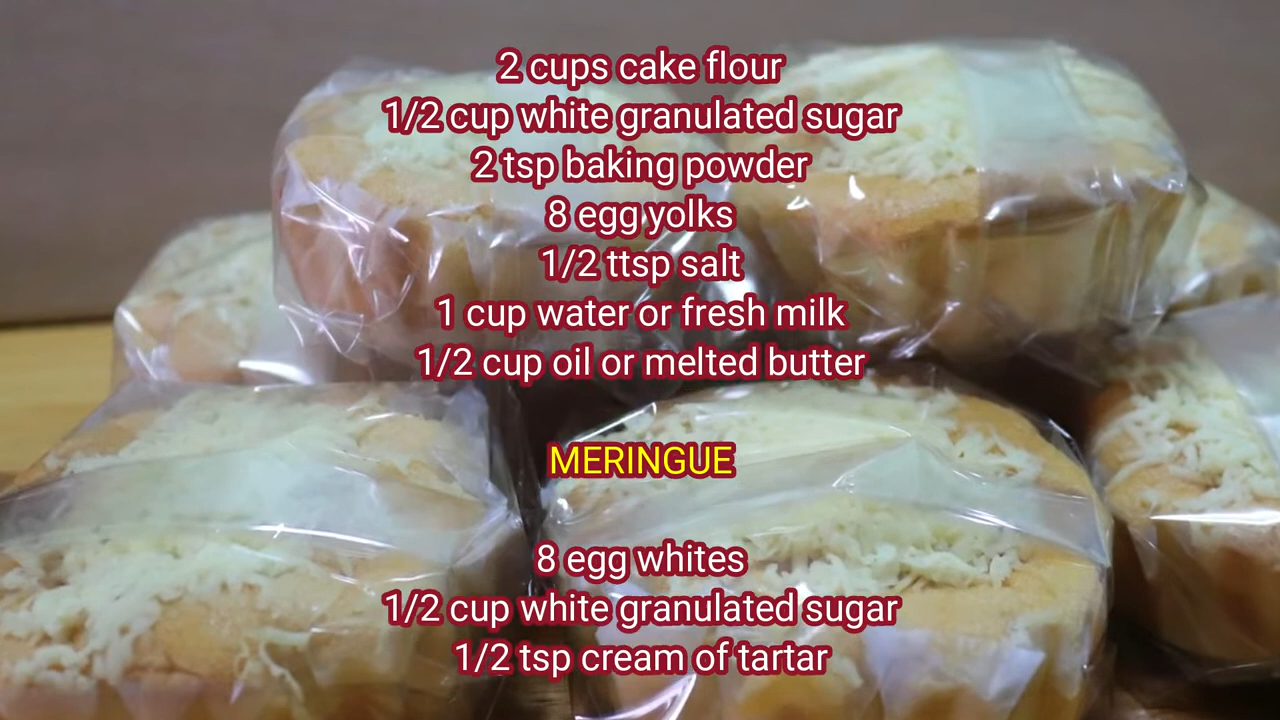 2 cups cake flour
1/2 cup white granulated sugar
2 tsp baking powder
8 egg yolks
1/2 ttsp salt
1 cup water or fresh milk
1/2 cup oil or melted butter
MERINGUE
8 egg whites
1/2 cup white granulated sugar
1/2 tsp cream of tartar